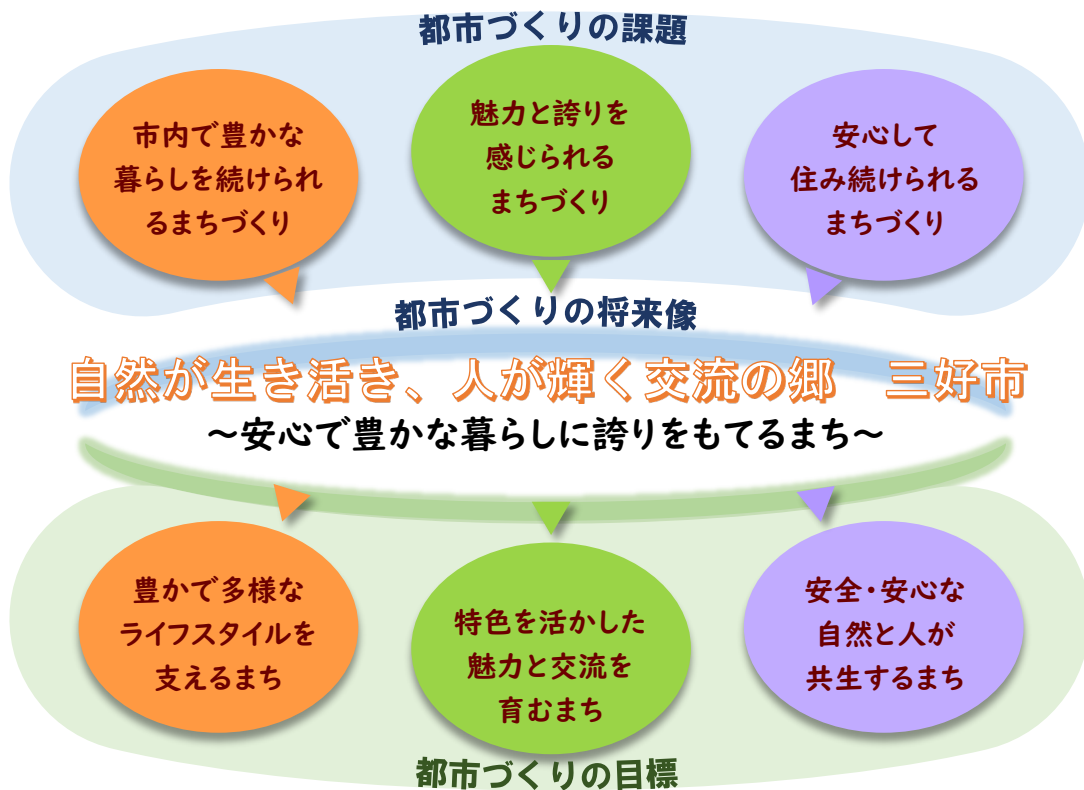 都市づくりの課題
市内で豊かな
暮らしを続けられ
るまちづくり
魅力と誇りを
感じられる
まちづくり
安心して
住み続けられる
まちづくり
都市づくりの将来像
自然が生き活き、人が輝く交流の郷　三好市
～安心で豊かな暮らしに誇りをもてるまち～
豊かで多様な
ライフスタイルを
支えるまち
特色を活かした
魅力と交流を
育むまち
安全・安心な
自然と人が
共生するまち
都市づくりの目標